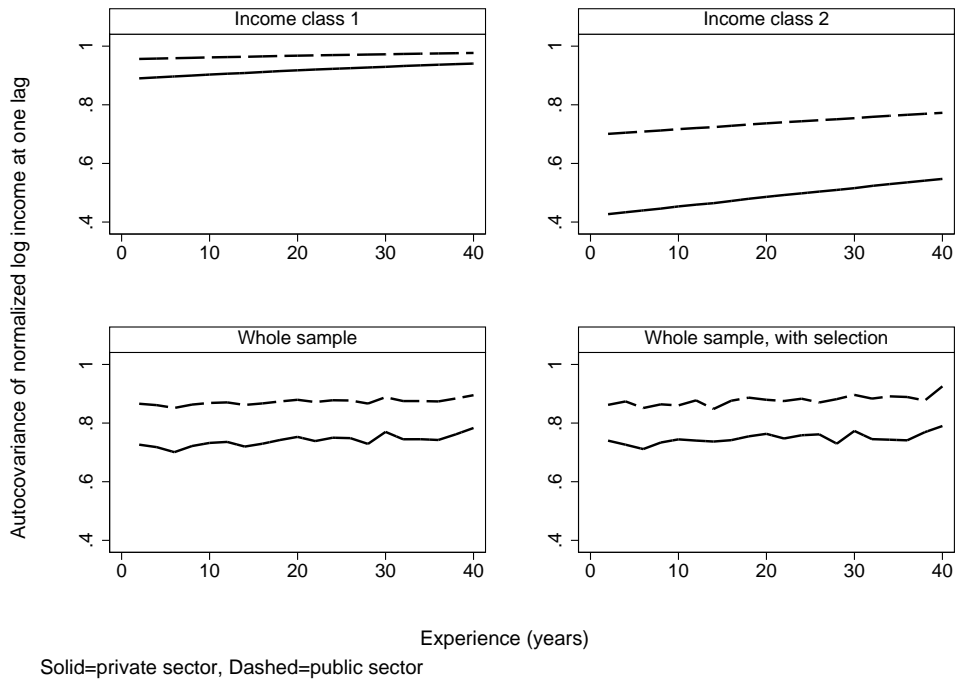 Autocovariance of normalized log income at one lag
Income class 1
1
.8
.6
.4
0 10 20 30 40
Income class 2
1
.8
.6
.4
0 10 20 30 40
Whole sample
1
.8
.6
.4
0 10 20 30 40
Whole sample, with selection
1
.8
.6
.4
0 10 20 30 40
Experience (years)
Solid=private sector, Dashed=public sector